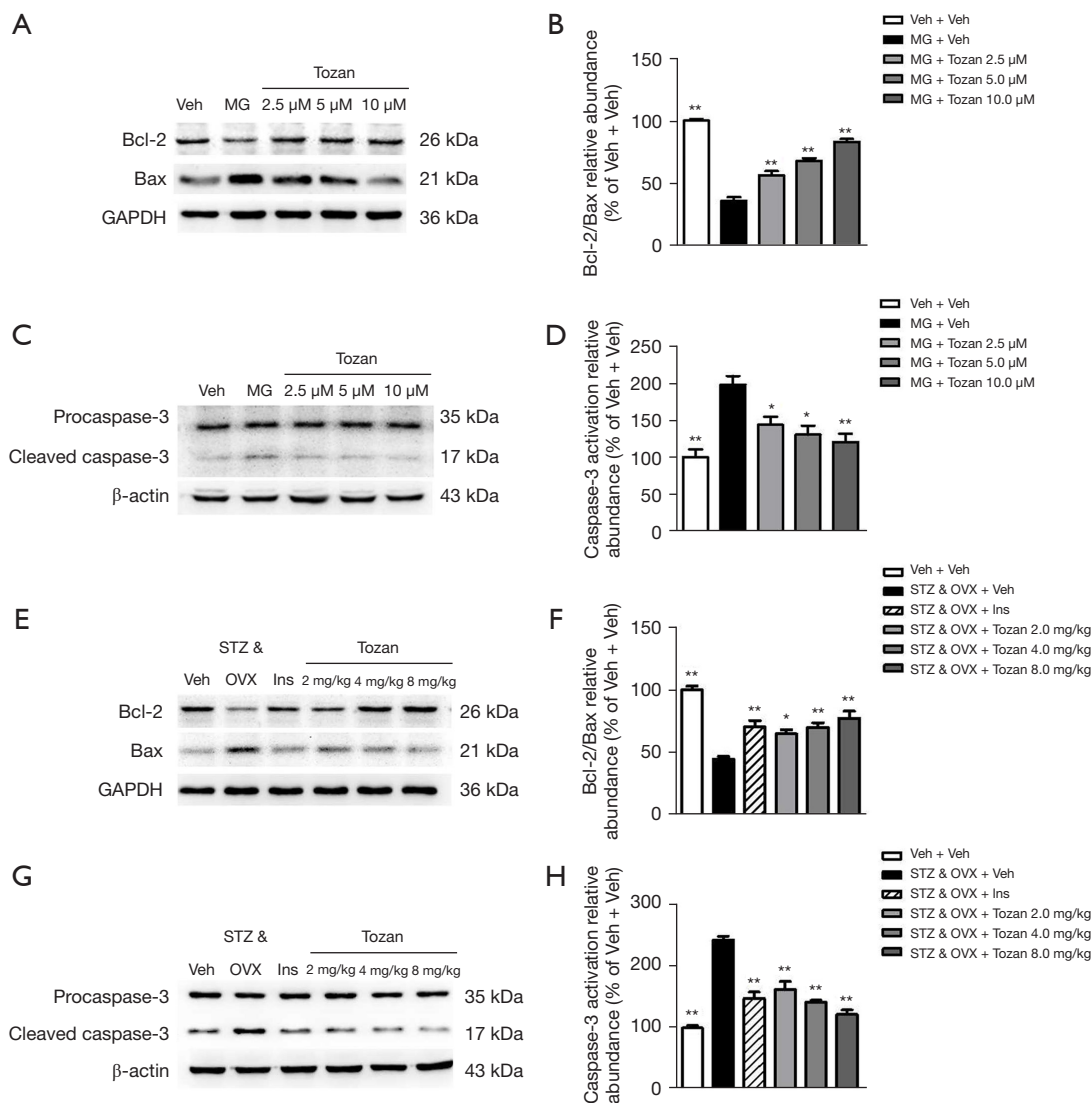 A
Tozan
Veh MG 2.5 μM 5 μM 10 μM
Bcl-2 26 kDa
Bax 21 kDa
GAPDH 36 kDa
B
Bcl-2/Bax relative abundance
(% of Veh + Veh)
150
100
50
0
** ** ** **
Veh + Veh
MG + Veh
MG + Tozan 2.5 μM
MG + Tozan 5.0 μM
MG + Tozan 10.0 μM
C
Tozan
Veh MG 2.5 μM 5 μM 10 μM
Procaspase-3 35 kDa
Cleaved caspase-3 17 kDa
β-actin 43 kDa
D
Caspase-3 activation relative
abundance (% of Veh + Veh)
250
200
150
100
50
0
** * * **
Veh + Veh
MG + Veh
MG + Tozan 2.5 μM
MG + Tozan 5.0 μM
MG + Tozan 10.0 μM
E
STZ & Tozan
Veh OVX Ins 2 mg/kg 4 mg/kg 8 mg/kg
Bcl-2 26 kDa
Bax 21 kDa
GAPDH 36 kDa
F
Bcl-2/Bax relative
abundance (% of Veh + Veh)
150
100
50
0
** ** * ** **
Veh + Veh
STZ & OVX + Veh
STZ & OVX + Ins
STZ & OVX + Tozan 2.0 mg/kg
STZ & OVX + Tozan 4.0 mg/kg
STZ & OVX + Tozan 8.0 mg/kg
G
STZ & Tozan
Veh OVX Ins 2 mg/kg 4 mg/kg 8 mg/kg
Procaspase-3 35 kDa
Cleaved caspase-3 17 kDa
β-actin 43 kDa
H
Caspase-3 activation relative
abundance (% of Veh + Veh)
300
200
100
0
** ** ** ** **
Veh + Veh
STZ & OVX + Veh
STZ & OVX + Ins
STZ & OVX + Tozan 2.0 mg/kg
STZ & OVX + Tozan 4.0 mg/kg
STZ & OVX + Tozan 8.0 mg/kg